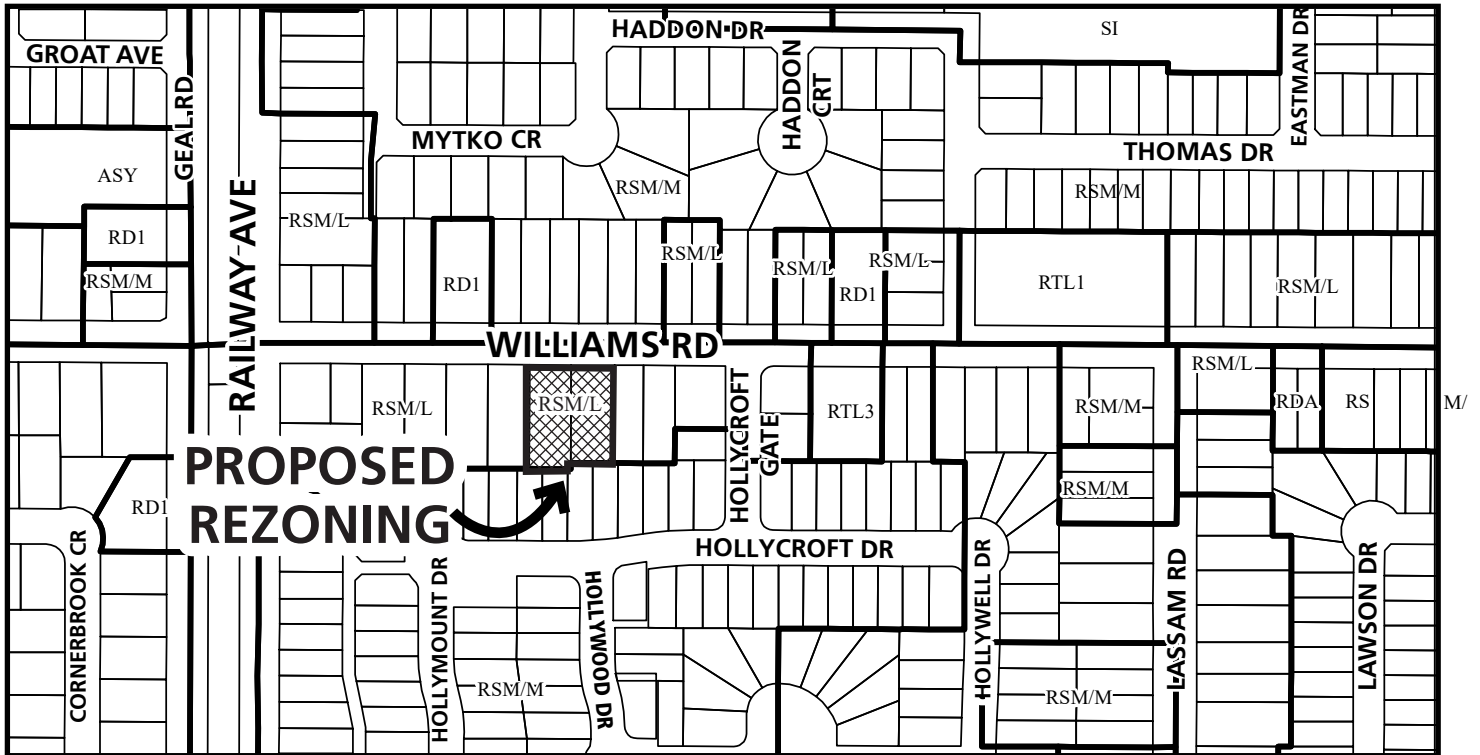 HADDON DR
SI
GROAT AVE
GEAL RD
HADDON
CRT
EASTMAN DR
MYTKO CR
THOMAS DR
ASY
RSM/M
RSM/M
RSM/L
RD1
RSM/L
RSM/L
RSM/L
RSM/M
RD1
RD1
RTL1
RSM/L
RAILWAY AVE
WILLIAMS RD
RSM/L
RSM/L
RSM/L
HOLLYCROFT
GATE
RTL3
RSM/M
RDA
RS
M/
PROPOSED
REZONING
RD1
RSM/M
HOLLYCROFT DR
CORNERBROOK CR
HOLLYMOUNT DR
HOLLYWOOD DR
HOLLYWELL DR
LASSAM RD
LAWSON DR
RSM/M
RSM/M